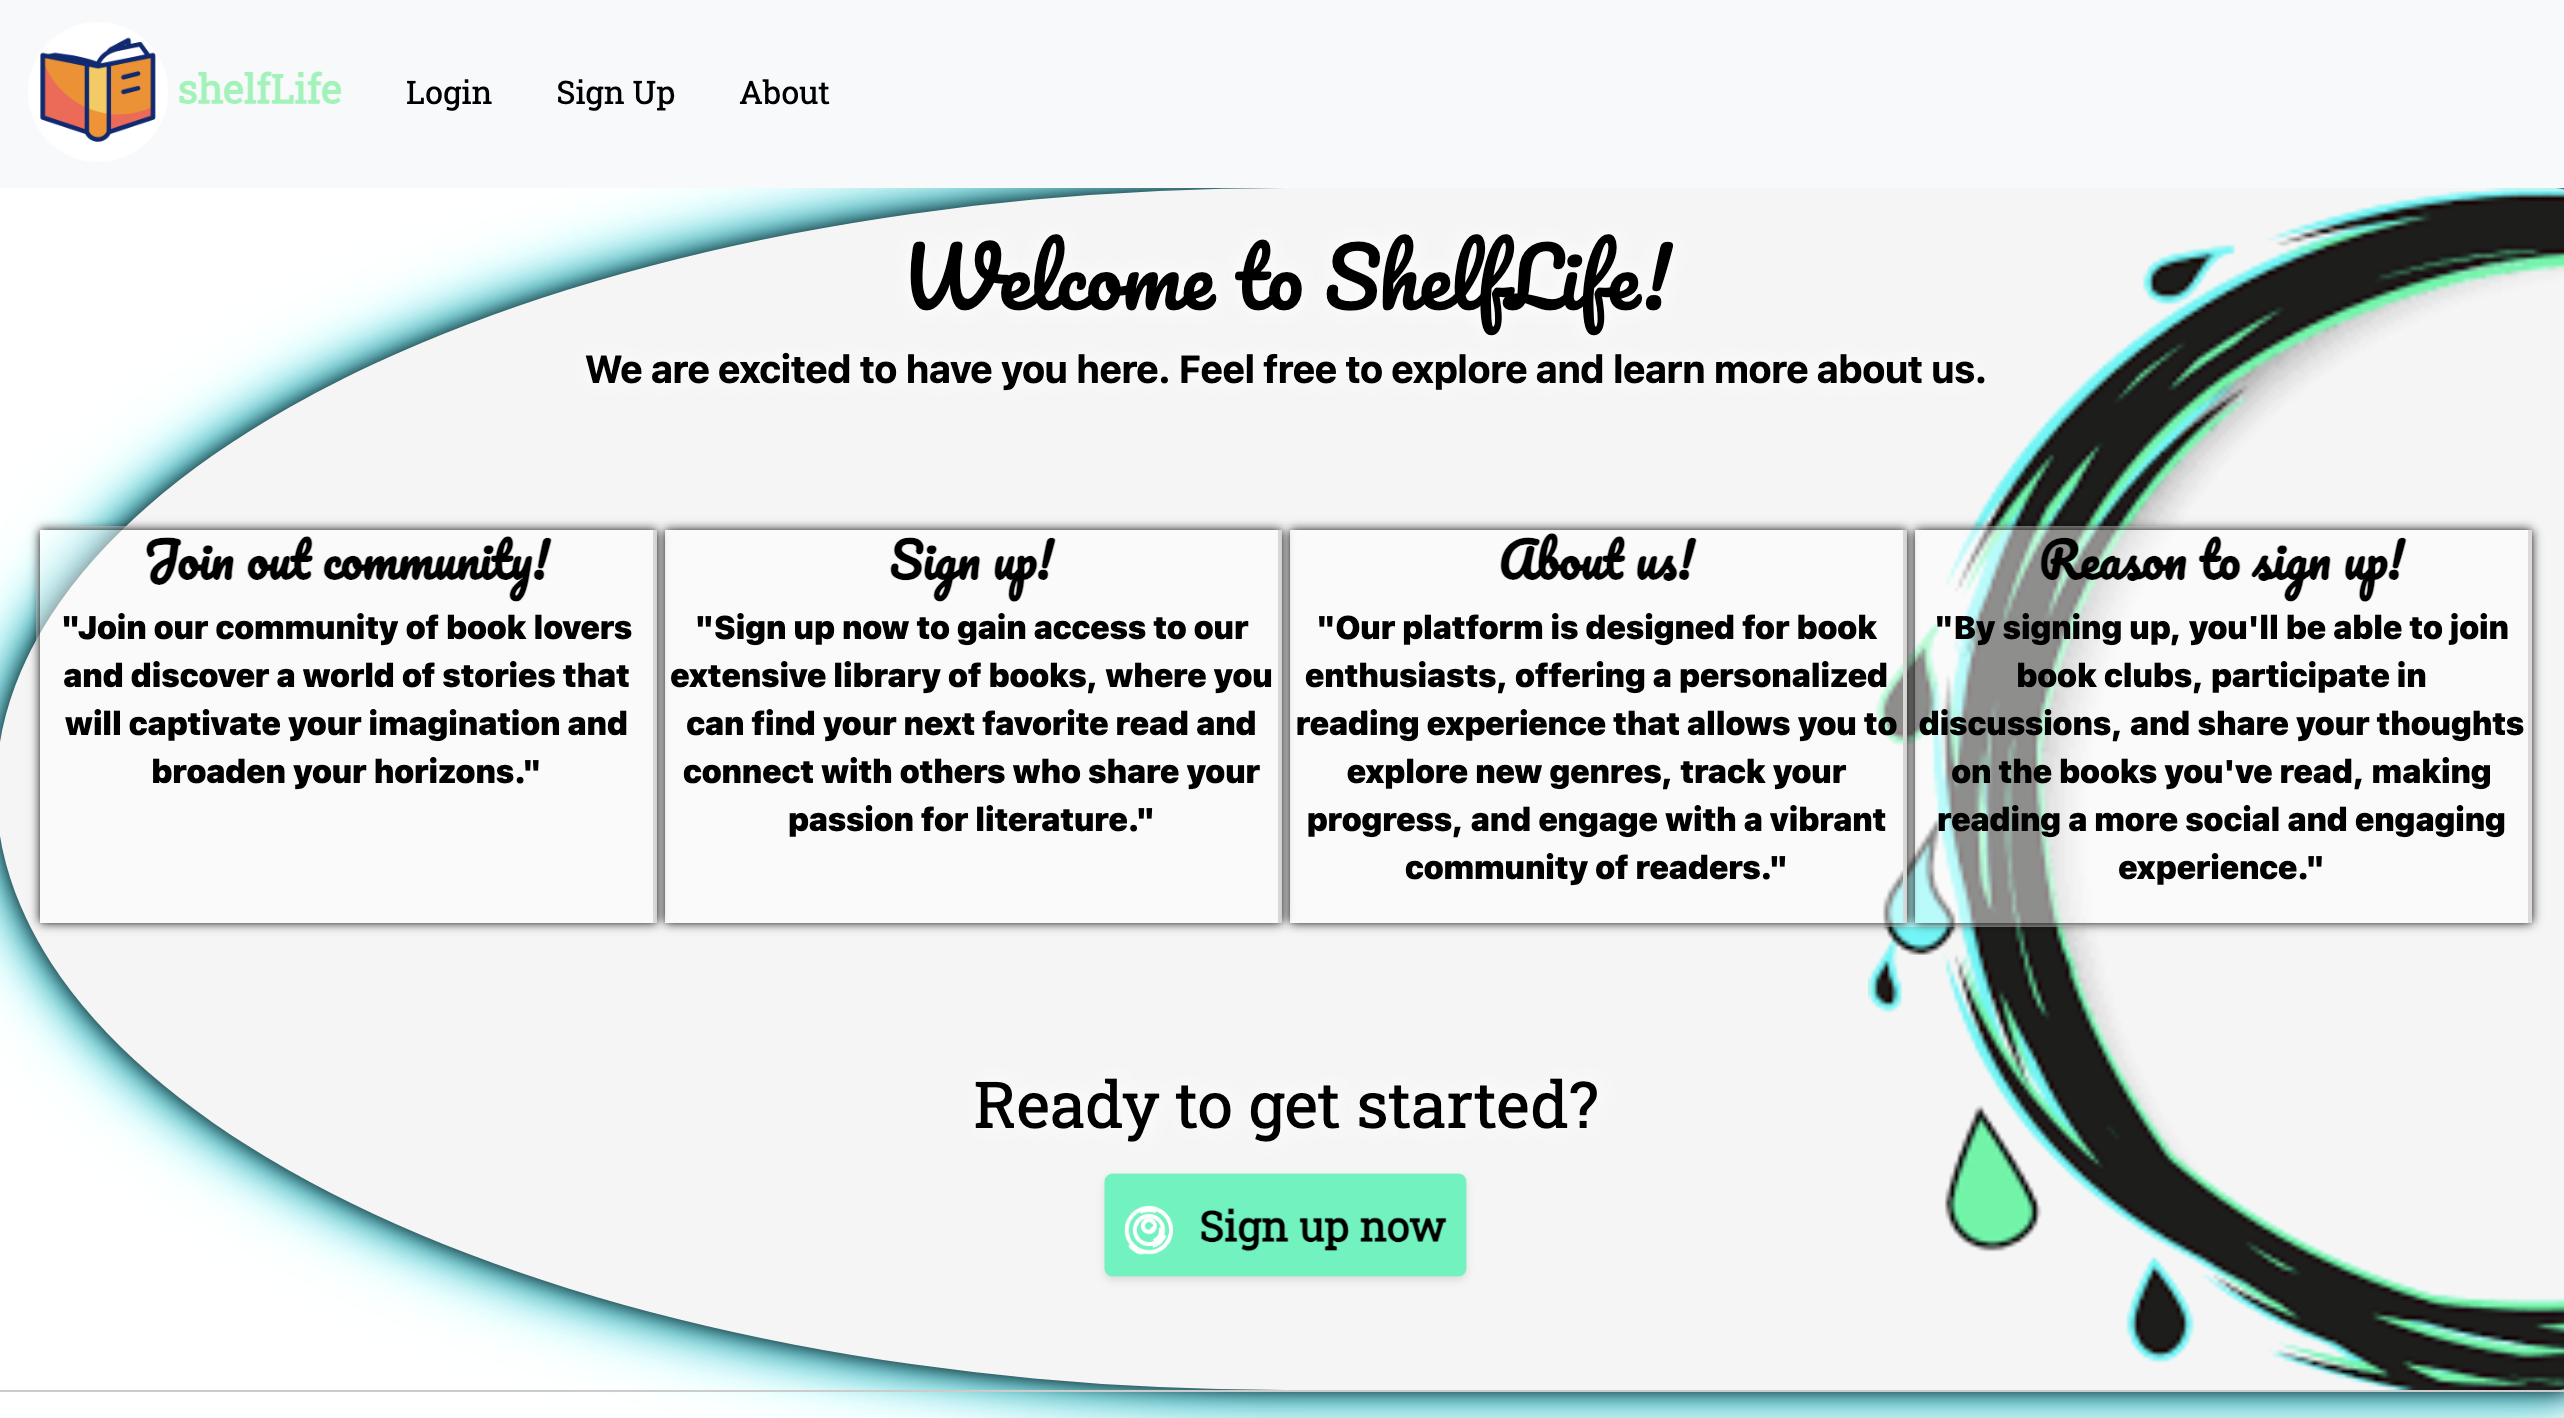 shelfLife
Login
Sign Up
About
Welcome to ShelfLife!
We are excited to have you here. Feel free to explore and learn more about us.
Join out community!
"Join our community of book lovers
and discover a world of stories that
will captivate your imagination and
broaden your horizons."
Sign up!
"Sign up now to gain access to our
extensive library of books, where you
can find your next favorite read and
connect with others who share your
passion for literature."
About us!
"Our platform is designed for book
enthusiasts, offering a personalized
reading experience that allows you to
explore new genres, track your
progress, and engage with a vibrant
community of readers."
Reason to sign up!
"By signing up, you'll be able to join
book clubs, participate in
discussions, and share your thoughts
on the books you've read, making
reading a more social and engaging
experience."
Ready to get started?
Sign up now